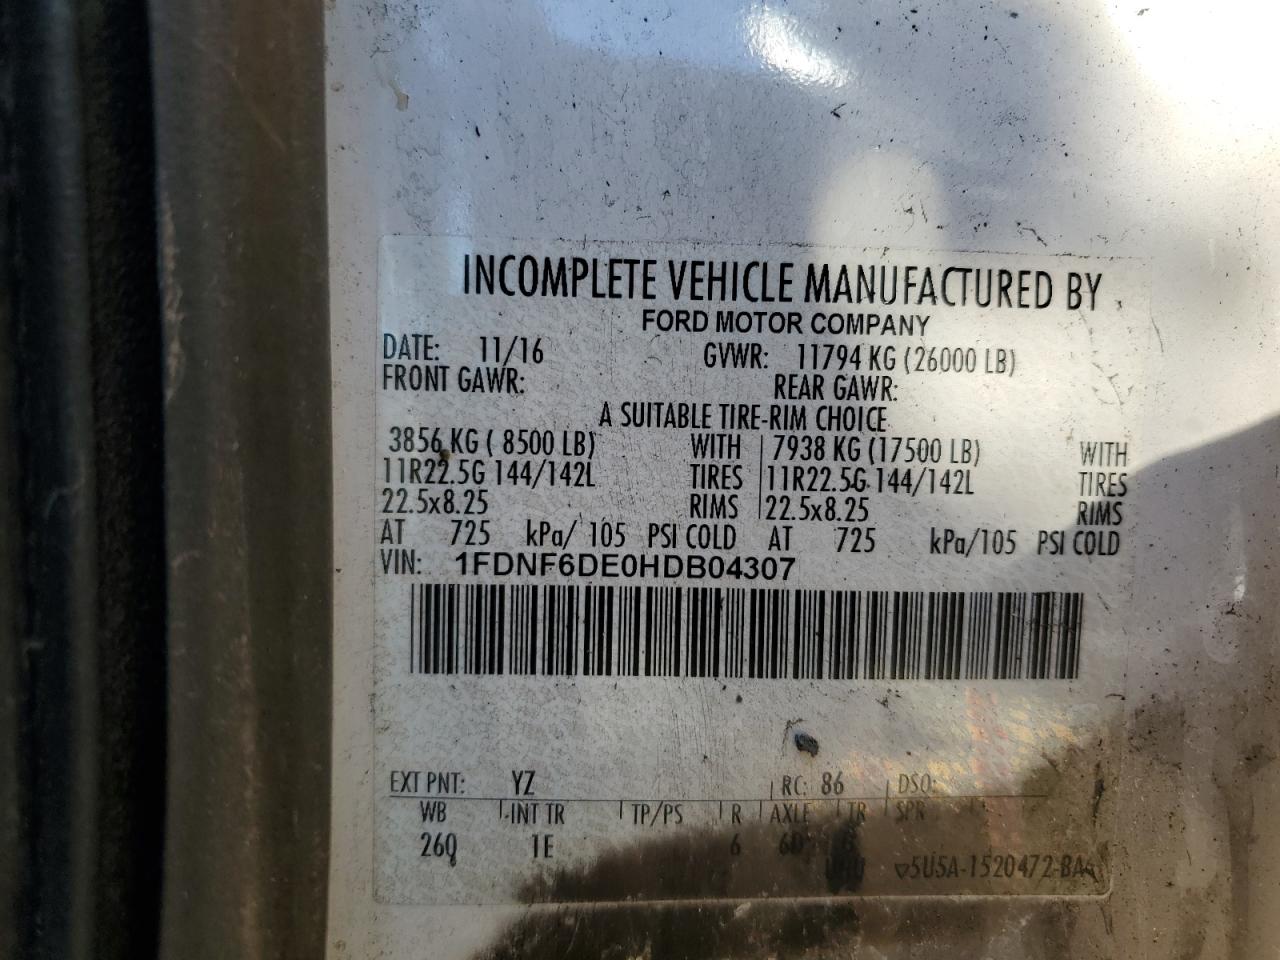 INCOMPLETE VEHICLE MANUFACTURED BY
FORD MOTOR COMPANY
DATE: 11/16 GVWR: 11794 KG (26000 LB)
FRONT GAWR: REAR GAWR:
A SUITABLE TIRE-RIM CHOICE
3856 KG ( 8500 LB) WITH 7938 KG (17500 LB) WITH
11R22.5G 144/142L TIRES 11R22.5G 144/142L TIRES
22.5x8.25 RIMS 22.5x8.25 RIMS
AT 725 kPa/ 105 PSI COLD AT 725 kPa/105 PSI COLD
VIN: 1FDNF6DE0HDB04307
EXT PNT: YZ RC: 86 DSO:
WB INT TR TP/PS R AXLE TR SPR
260 1E 6 6D
5U5A-1520472-BA